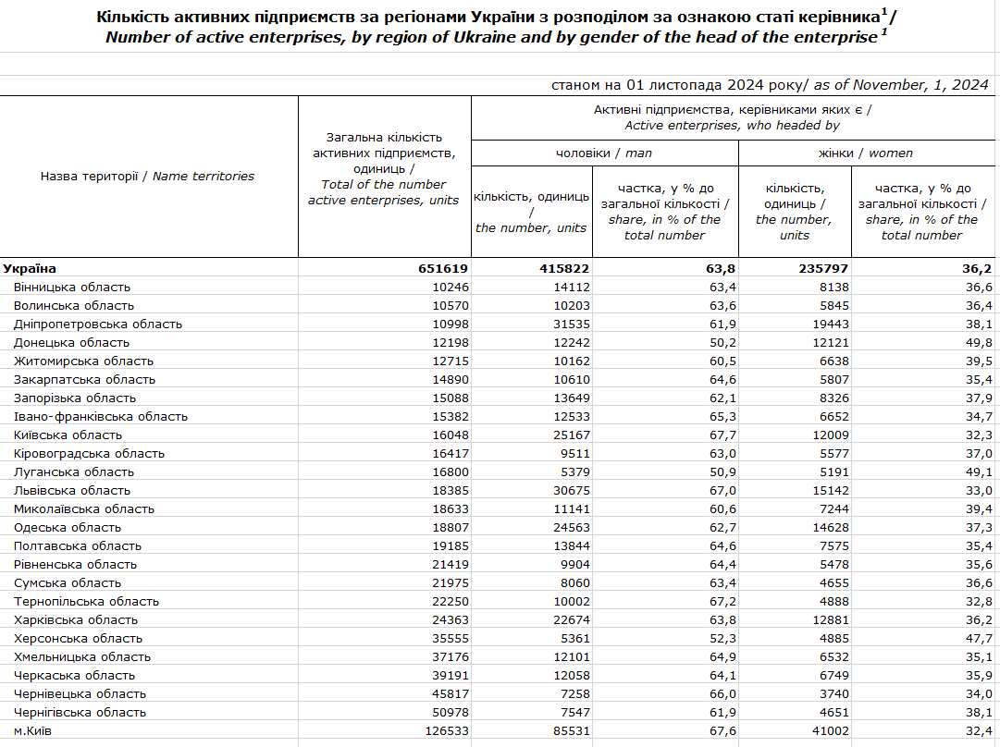 Кількість активних підприємств за регіонами України з розподілом за ознакою статі керівника1/
Number of active enterprises, by region of Ukraine and by gender of the head of the enterprise 1
станом на 01 листопада 2024 року/ as of November, 1, 2024
Назва території / Name territories
Загальна кількість
активних підприємств,
одиниць /
Total of the number
active enterprises, units
Активні підприємства, керівниками яких є /
Active enterprises, who headed by
чоловіки / man
жінки / women
кількість, одиниць
/
the number, units
частка, у % до
загальної кількості /
share, in % of the
total number
кількість,
одиниць /
the number,
units
частка, у % до
загальної кількості /
share, in % of the
total number
Україна 651619 415822 63,8 235797 36,2
Вінницька область 10246 14112 63,4 8138 36,6
Волинська область 10570 10203 63,6 5845 36,4
Дніпропетровська область 10998 31535 61,9 19443 38,1
Донецька область 12198 12242 50,2 12121 49,8
Житомирська область 12715 10162 60,5 6638 39,5
Закарпатська область 14890 10610 64,6 5807 35,4
Запорізька область 15088 13649 62,1 8326 37,9
Івано-франківська область 15382 12533 65,3 6652 34,7
Київська область 16048 25167 67,7 12009 32,3
Кіровоградська область 16417 9511 63,0 5577 37,0
Луганська область 16800 5379 50,9 5191 49,1
Львівська область 18385 30675 67,0 15142 33,0
Миколаївська область 18633 11141 60,6 7244 39,4
Одеська область 18807 24563 62,7 14628 37,3
Полтавська область 19185 13844 64,6 7575 35,4
Рівненська область 21419 9904 64,4 5478 35,6
Сумська область 21975 8060 63,4 4655 36,6
Тернопільська область 22250 10002 67,2 4888 32,8
Харківська область 24363 22674 63,8 12881 36,2
Херсонська область 35555 5361 52,3 4885 47,7
Хмельницька область 37176 12101 64,9 6532 35,1
Черкаська область 39191 12058 64,1 6749 35,9
Чернівецька область 45817 7258 66,0 3740 34,0
Чернігівська область 50978 7547 61,9 4651 38,1
м.Київ 126533 85531 67,6 41002 32,4